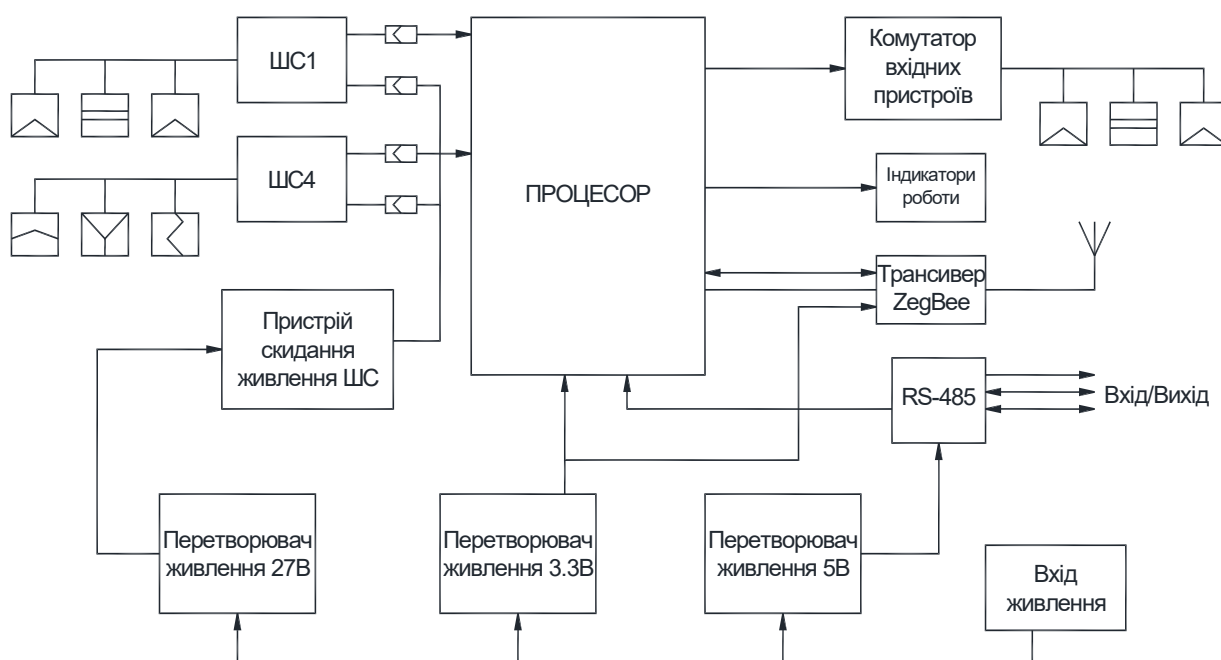 ШС1
Комутатор
вхідних
пристроїв
ШС4
ПРОЦЕСОР
Індикатори
роботи
Трансивер
ZegBee
Пристрій
скидання
живлення ШС
RS-485
Вхід/Вихід
Перетворювач
живлення 27В
Перетворювач
живлення 3.3В
Перетворювач
живлення 5В
Вхід
живлення